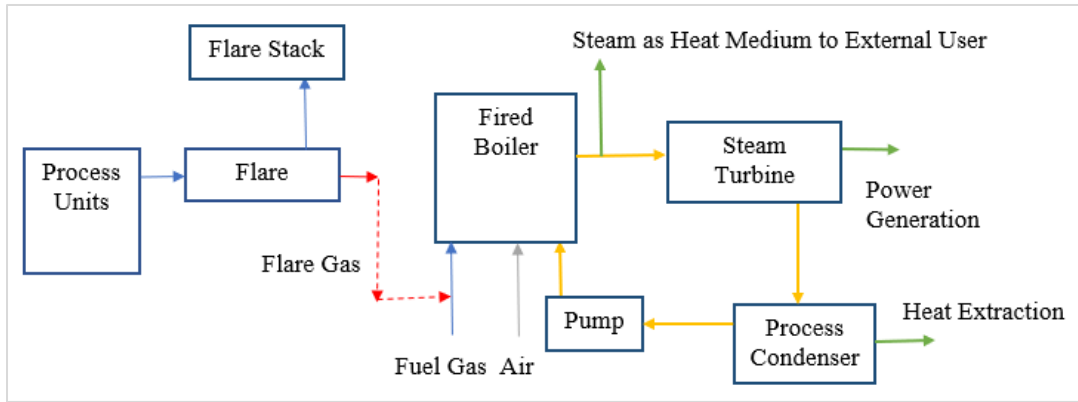 Flare Stack
Steam as Heat Medium to External User
Process
Units
Flare
Fired
Boiler
Steam
Turbine
Power
Generation
Flare Gas
Pump
Process
Condenser
Heat Extraction
Fuel Gas
Air